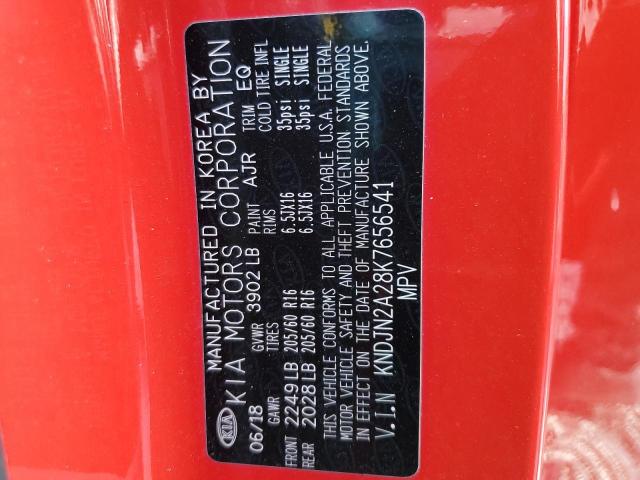 KIA
MANUFACTURED IN KOREA BY
KIA MOTORS CORPORATION
06/18 GVWR 3902 LB PAINT AJR TRIM EQ
GAWR TIRES RIMS COLD TIRE INFL
FRONT 2249 LB 205/60 R16 6.5JX16 35psi SINGLE
REAR 2028 LB 205/60 R16 6.5JX16 35psi SINGLE
THIS VEHICLE CONFORMS TO ALL APPLICABLE U.S.A. FEDERAL
MOTOR VEHICLE SAFETY AND THEFT PREVENTION STANDARDS
IN EFFECT ON THE DATE OF MANUFACTURE SHOWN ABOVE.
V.I.N KNDJN2A28K7656541
MPV